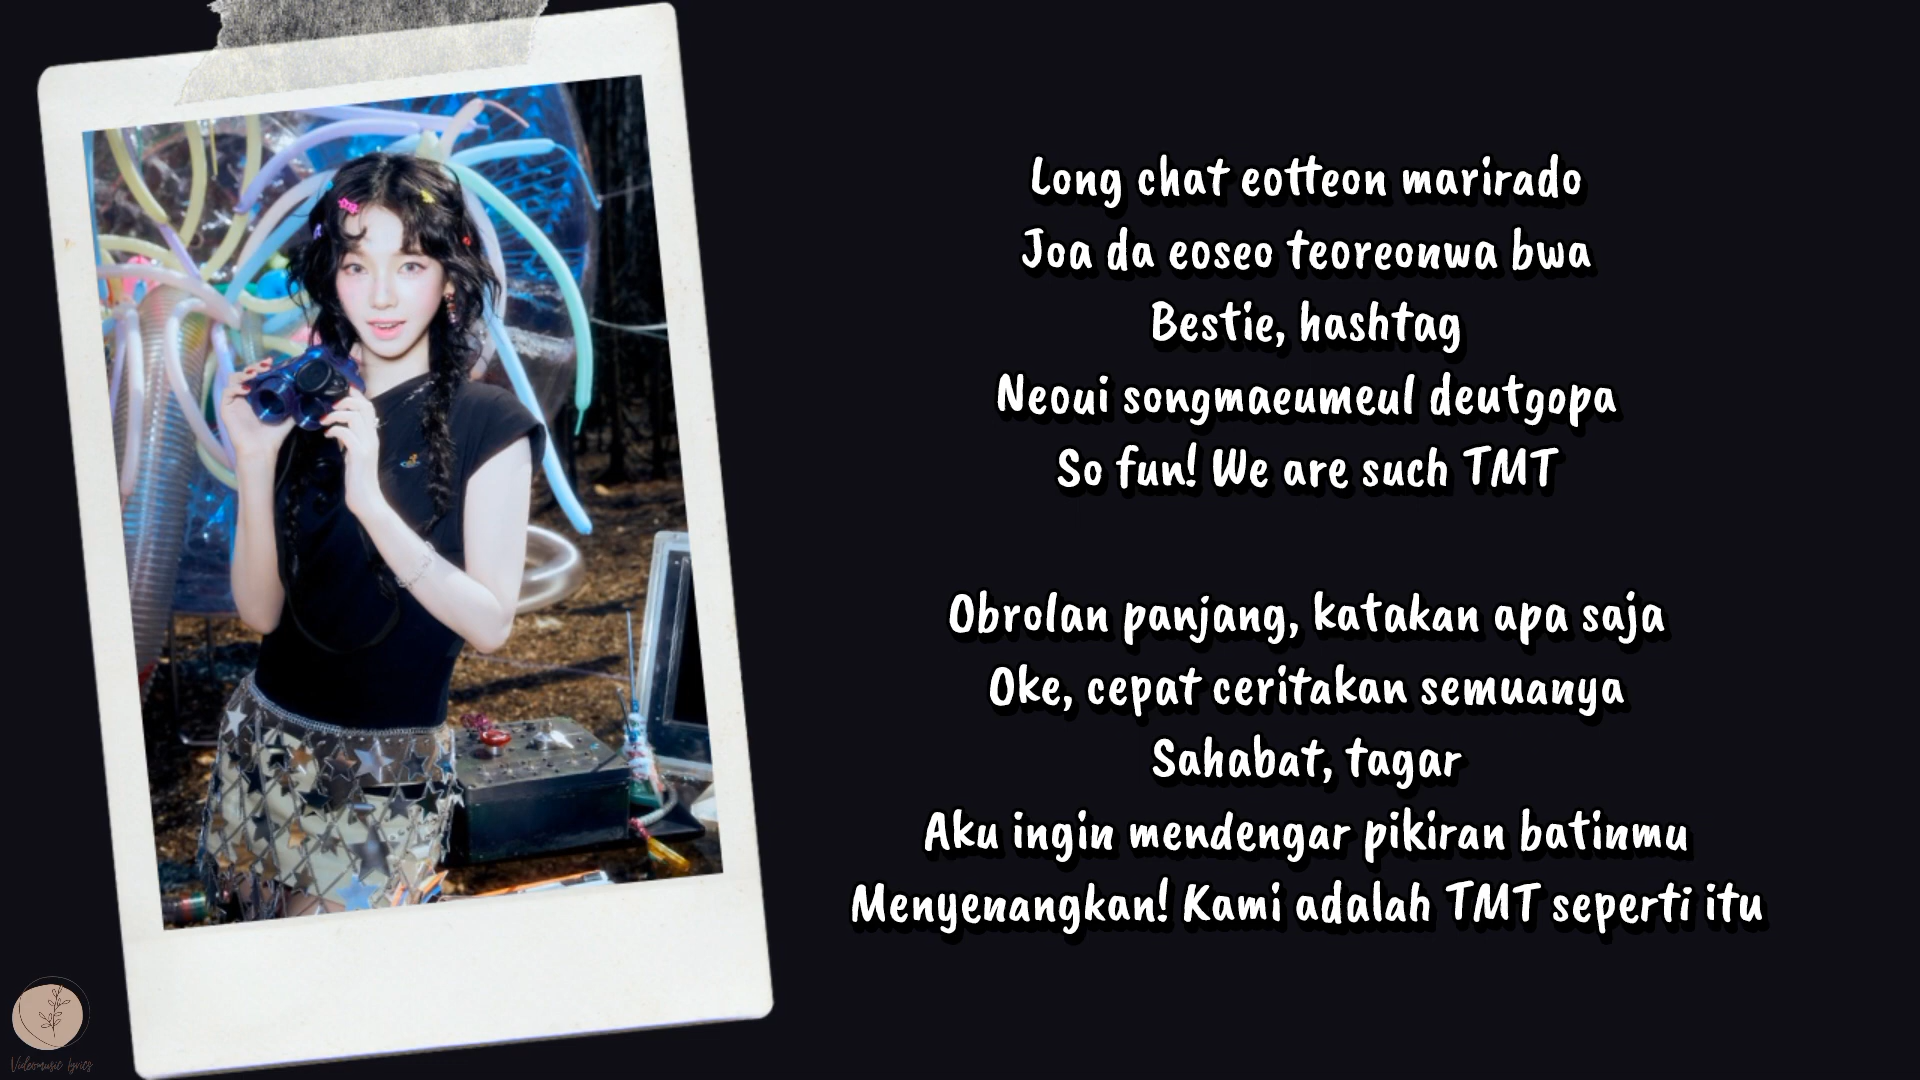 Long chat eotteon marirado
Joa da eoseo teoreonwa bwa
Bestie, hashtag
Neoui songmaeumeul deutgopa
So fun! We are such TMT
Obrolan panjang, katakan apa saja
Oke, cepat ceritakan semuanya
Sahabat, tagar
Aku ingin mendengar pikiran batinmu
Menyenangkan! Kami adalah TMT seperti itu
Videomusic lyrics